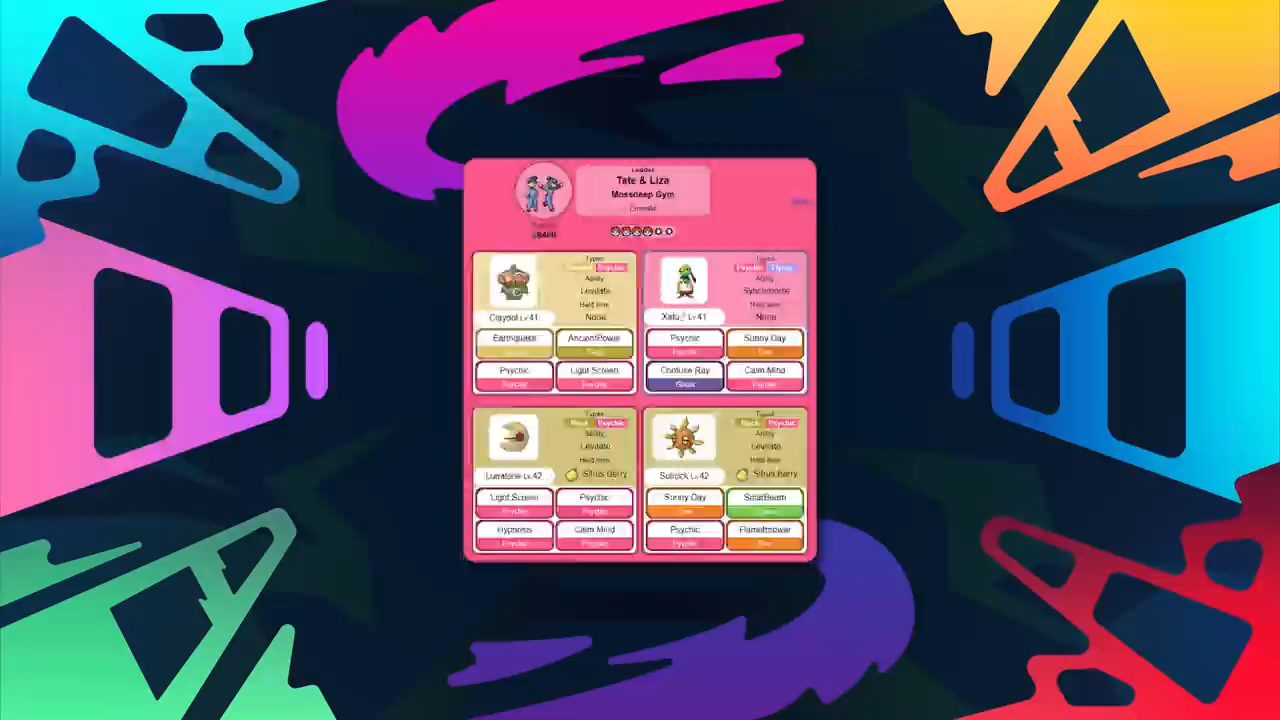 Leader
Tate & Liza
Mossdeep Gym
Emerald
Types
Psychic
Ability
Levitate
Held item
None
Claydol Lv.41
Earthquake
AncientPower
Psychic
Psychic
Light Screen
Psychic
Types
Psychic Flying
Ability
Synchronize
Held item
None
Xatu♂ Lv.41
Psychic
Psychic
Sunny Day
Fire
Confuse Ray
Ghost
Calm Mind
Psychic
Types
Rock Psychic
Ability
Levitate
Held item
Sitrus Berry
Lunatone Lv.42
Light Screen
Psychic
Psychic
Psychic
Hypnosis
Psychic
Calm Mind
Psychic
Types
Rock Psychic
Ability
Levitate
Held item
Sitrus Berry
Solrock Lv.42
Sunny Day
Fire
SolarBeam
Psychic
Psychic
Flamethrower
Fire